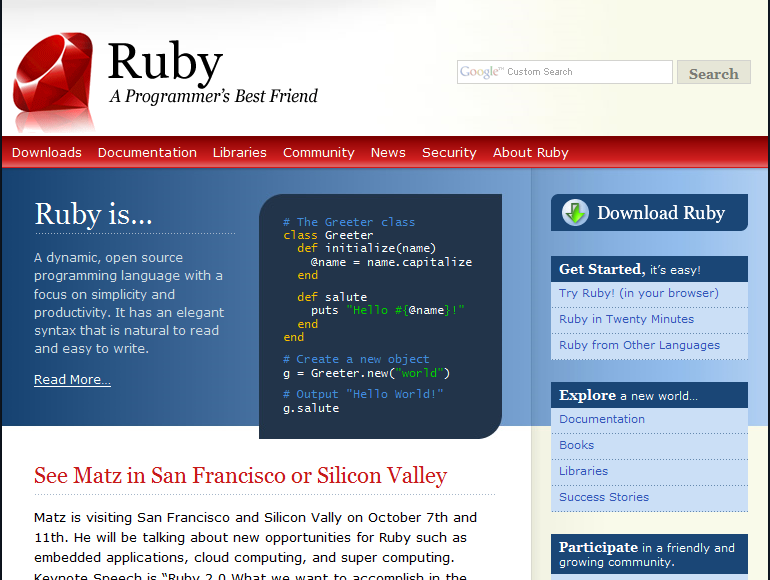 Ruby
A Programmer's Best Friend
Google™ Custom Search
Search
Downloads Documentation Libraries Community News Security About Ruby
Ruby is...
A dynamic, open source
programming language with a
focus on simplicity and
productivity. It has an elegant
syntax that is natural to read
and easy to write.
Read More...
# The Greeter class
class Greeter
  def initialize(name)
    @name = name.capitalize
  end
  def salute
    puts "Hello #{@name}!"
  end
end
# Create a new object
g = Greeter.new("world")
# Output "Hello World!"
g.salute
Download Ruby
Get Started, it's easy!
Try Ruby! (in your browser)
Ruby in Twenty Minutes
Ruby from Other Languages
Explore a new world...
Documentation
Books
Libraries
Success Stories
Participate in a friendly and
growing community.
See Matz in San Francisco or Silicon Valley
Matz is visiting San Francisco and Silicon Vally on October 7th and
11th. He will be talking about new opportunities for Ruby such as
embedded applications, cloud computing, and super computing.
Keynote Speech is “Ruby 2.0 What we want to accomplish in the